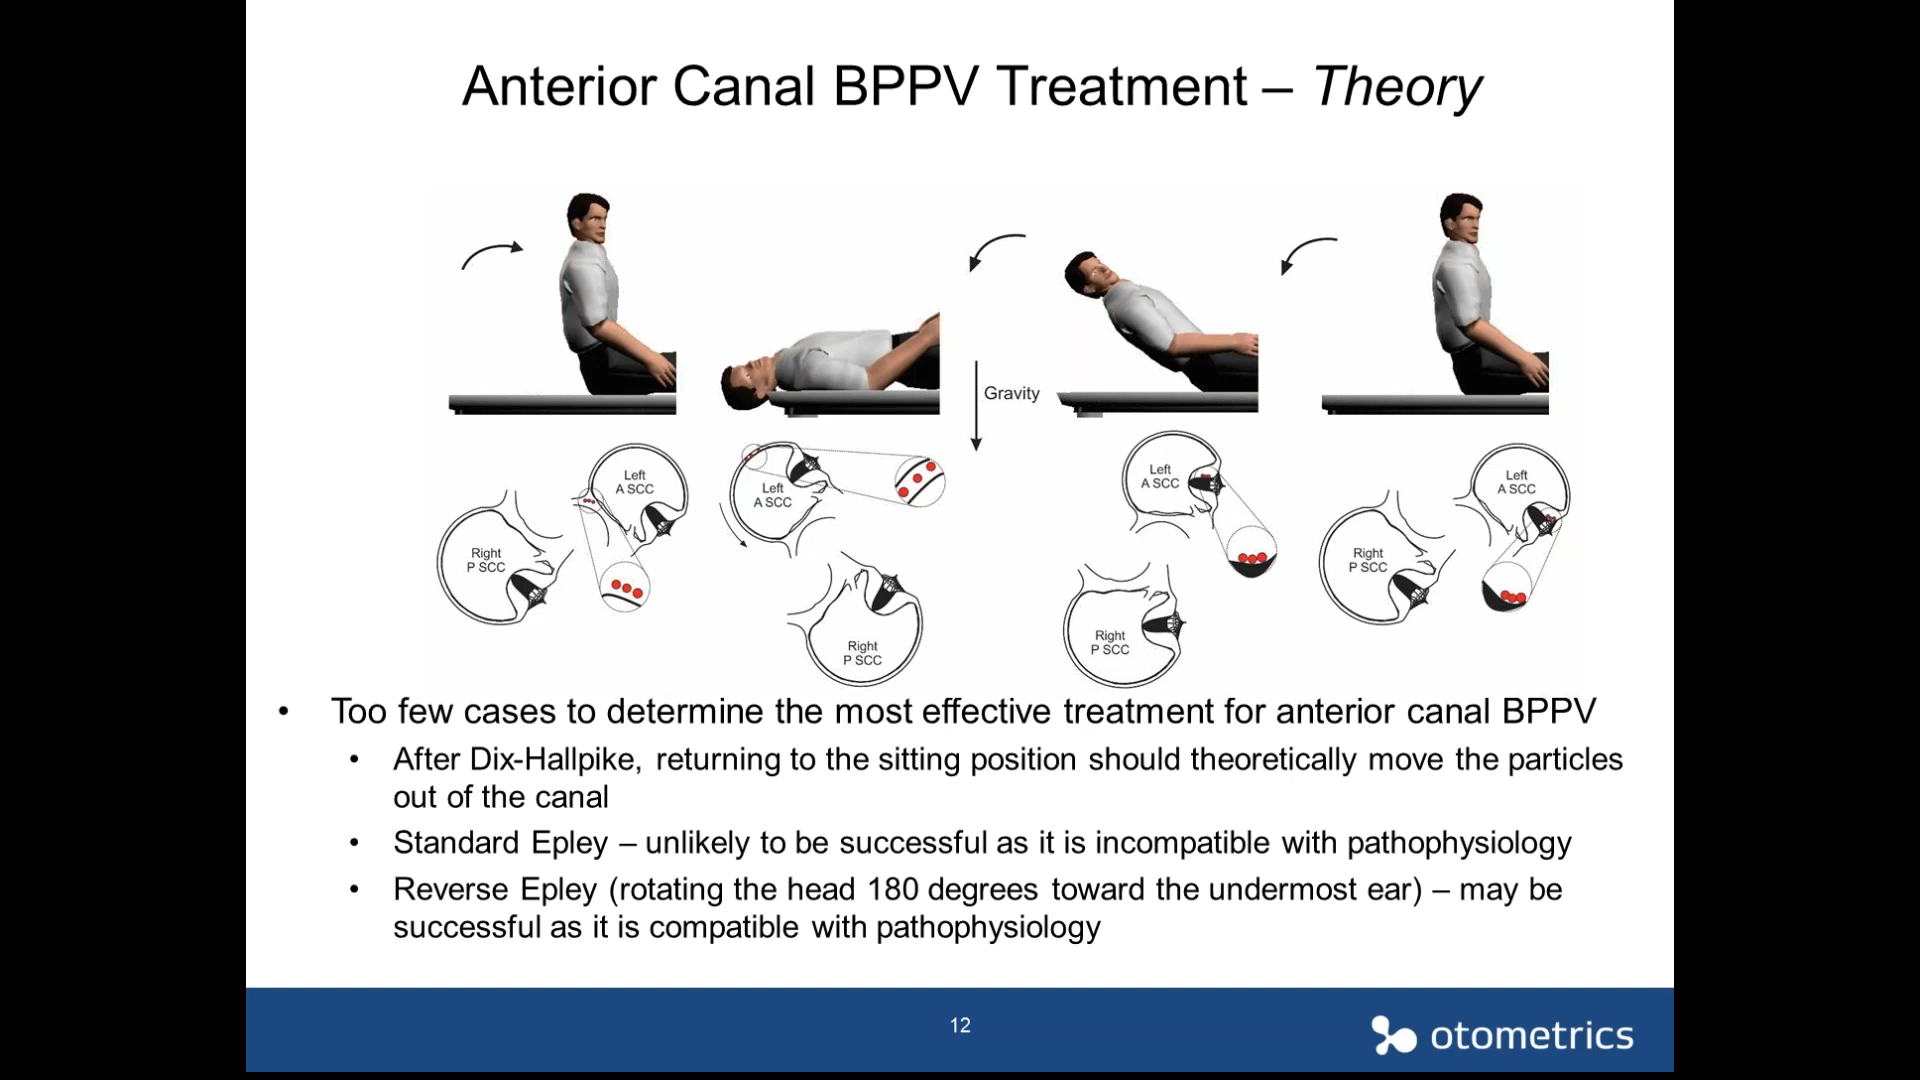 Anterior Canal BPPV Treatment – Theory
Gravity
Left
A SCC
Right
P SCC
Left
A SCC
Right
P SCC
Left
A SCC
Right
P SCC
Left
A SCC
Right
P SCC
• Too few cases to determine the most effective treatment for anterior canal BPPV
• After Dix-Hallpike, returning to the sitting position should theoretically move the particles
out of the canal
• Standard Epley – unlikely to be successful as it is incompatible with pathophysiology
• Reverse Epley (rotating the head 180 degrees toward the undermost ear) – may be
successful as it is compatible with pathophysiology
12
otometrics